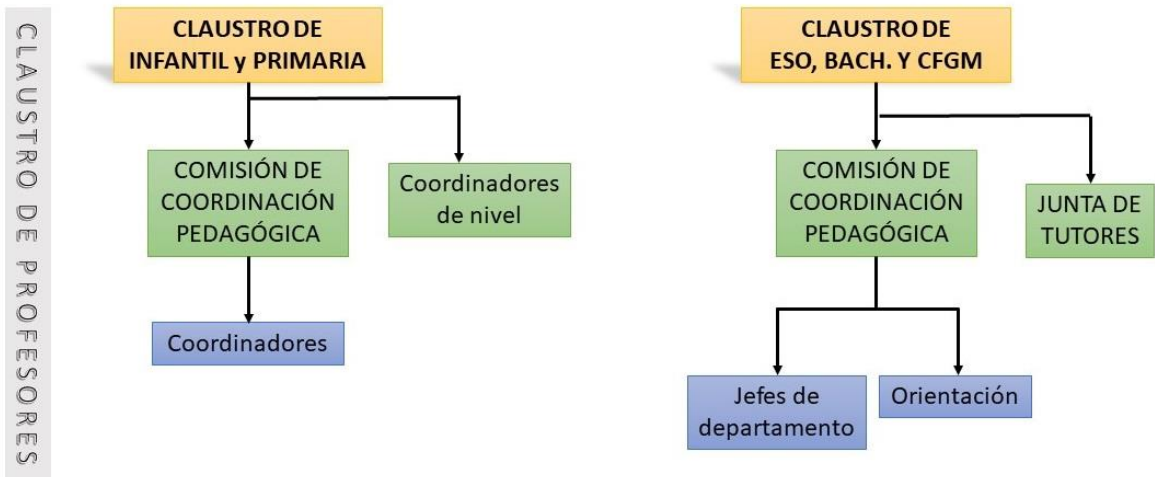 CLAUSTRO DE PROFESORES
CLAUSTRO DE
INFANTIL y PRIMARIA
COMISIÓN DE
COORDINACIÓN
PEDAGÓGICA
Coordinadores
de nivel
Coordinadores
CLAUSTRO DE
ESO, BACH. Y CFGM
COMISIÓN DE
COORDINACIÓN
PEDAGÓGICA
JUNTA DE
TUTORES
Jefes de
departamento
Orientación